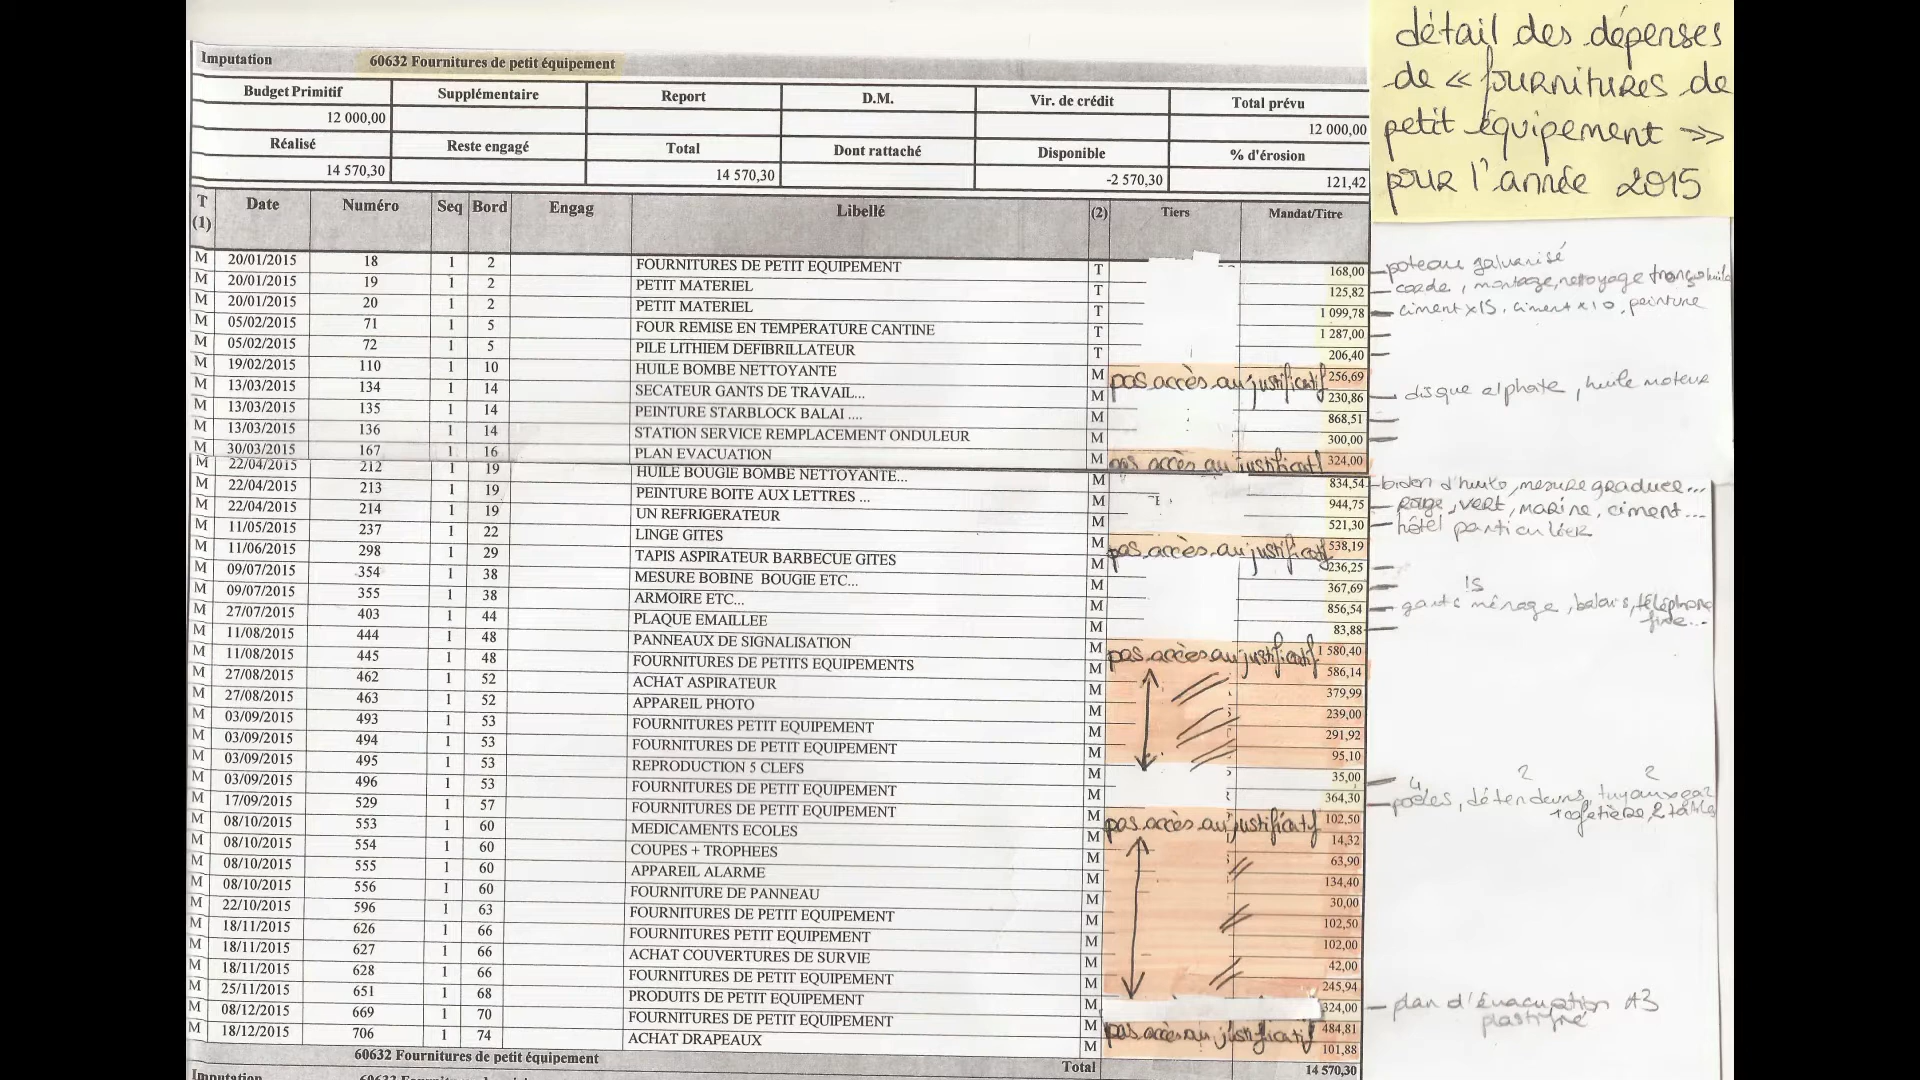 détail des dépenses
de « fournitures de
petit équipement »
pour l'année 2015
Imputation 60632 Fournitures de petit équipement
Budget Primitif Supplémentaire Report D.M. Vir. de crédit Total prévu
12 000,00 12 000,00
Réalisé Reste engagé Total Dont rattaché Disponible % d'érosion
14 570,30 14 570,30 -2 570,30 121,42
T (1) Date Numéro Seq Bord Engag Libellé (2) Tiers Mandat/Titre
M 20/01/2015 18 1 2 FOURNITURES DE PETIT EQUIPEMENT T 168,00 poteau galvanisé
M 20/01/2015 19 1 2 PETIT MATERIEL T 125,82 corde, montage, nettoyage
M 20/01/2015 20 1 2 PETIT MATERIEL T 1 099,78 ciment x15, ciment x10, peinture
M 05/02/2015 71 1 5 FOUR REMISE EN TEMPERATURE CANTINE T 1 287,00
M 05/02/2015 72 1 5 PILE LITHIEM DEFIBRILLATEUR T 206,40
M 19/02/2015 110 1 10 HUILE BOMBE NETTOYANTE M pas accès au justificatif 256,69
M 13/03/2015 134 1 14 SECATEUR GANTS DE TRAVAIL... M 230,86 disque alphate, huile moteur
M 13/03/2015 135 1 14 PEINTURE STARBLOCK BALAI .... M 868,51
M 13/03/2015 136 1 14 STATION SERVICE REMPLACEMENT ONDULEUR M 300,00
M 30/03/2015 167 1 16 PLAN EVACUATION M pas accès au justificatif 324,00
M 22/04/2015 212 1 19 HUILE BOUGIE BOMBE NETTOYANTE... M 834,54 bidon d'huile, mesure graduée...
M 22/04/2015 213 1 19 PEINTURE BOITE AUX LETTRES ... M 944,75 rouge, vert, marine, ciment...
M 22/04/2015 214 1 19 UN REFRIGERATEUR M 521,30 hôtel particulier
M 11/05/2015 237 1 22 LINGE GITES M pas accès au justificatif 538,19
M 11/06/2015 298 1 29 TAPIS ASPIRATEUR BARBECUE GITES M 236,25
M 09/07/2015 354 1 38 MESURE BOBINE BOUGIE ETC... M 367,69
M 09/07/2015 355 1 38 ARMOIRE ETC... M 856,54 gants 15 ménage, balais, téléphone fixe...
M 27/07/2015 403 1 44 PLAQUE EMAILLEE M 83,88
M 11/08/2015 444 1 48 PANNEAUX DE SIGNALISATION M pas accès au justificatif 1 580,40
M 11/08/2015 445 1 48 FOURNITURES DE PETITS EQUIPEMENTS M 586,14
M 27/08/2015 462 1 52 ACHAT ASPIRATEUR M 379,99
M 27/08/2015 463 1 52 APPAREIL PHOTO M 239,00
M 03/09/2015 493 1 53 FOURNITURES PETIT EQUIPEMENT M 291,92
M 03/09/2015 494 1 53 FOURNITURES DE PETIT EQUIPEMENT M 95,10
M 03/09/2015 495 1 53 REPRODUCTION 5 CLEFS M 35,00
M 03/09/2015 496 1 53 FOURNITURES DE PETIT EQUIPEMENT M 364,30 4 poêles, 2 détendeurs, 2 tuyaux gaz
M 17/09/2015 529 1 57 FOURNITURES DE PETIT EQUIPEMENT M pas accès au justificatif 102,50 1 cafetière, 2 tables
M 08/10/2015 553 1 60 MEDICAMENTS ECOLES M 14,32
M 08/10/2015 554 1 60 COUPES + TROPHEES M 63,90
M 08/10/2015 555 1 60 APPAREIL ALARME M 134,40
M 08/10/2015 556 1 60 FOURNITURE DE PANNEAU M 30,00
M 22/10/2015 596 1 63 FOURNITURES DE PETIT EQUIPEMENT M 102,50
M 18/11/2015 626 1 66 FOURNITURES PETIT EQUIPEMENT M 102,00
M 18/11/2015 627 1 66 ACHAT COUVERTURES DE SURVIE M 42,00
M 18/11/2015 628 1 66 FOURNITURES DE PETIT EQUIPEMENT M 245,94
M 25/11/2015 651 1 68 PRODUITS DE PETIT EQUIPEMENT M 324,00 plan d'évacuation A3 plastifié
M 08/12/2015 669 1 70 FOURNITURES DE PETIT EQUIPEMENT M pas accès au justificatif 484,81
M 18/12/2015 706 1 74 ACHAT DRAPEAUX M 101,88
60632 Fournitures de petit équipement Total 14 570,30
Imputation